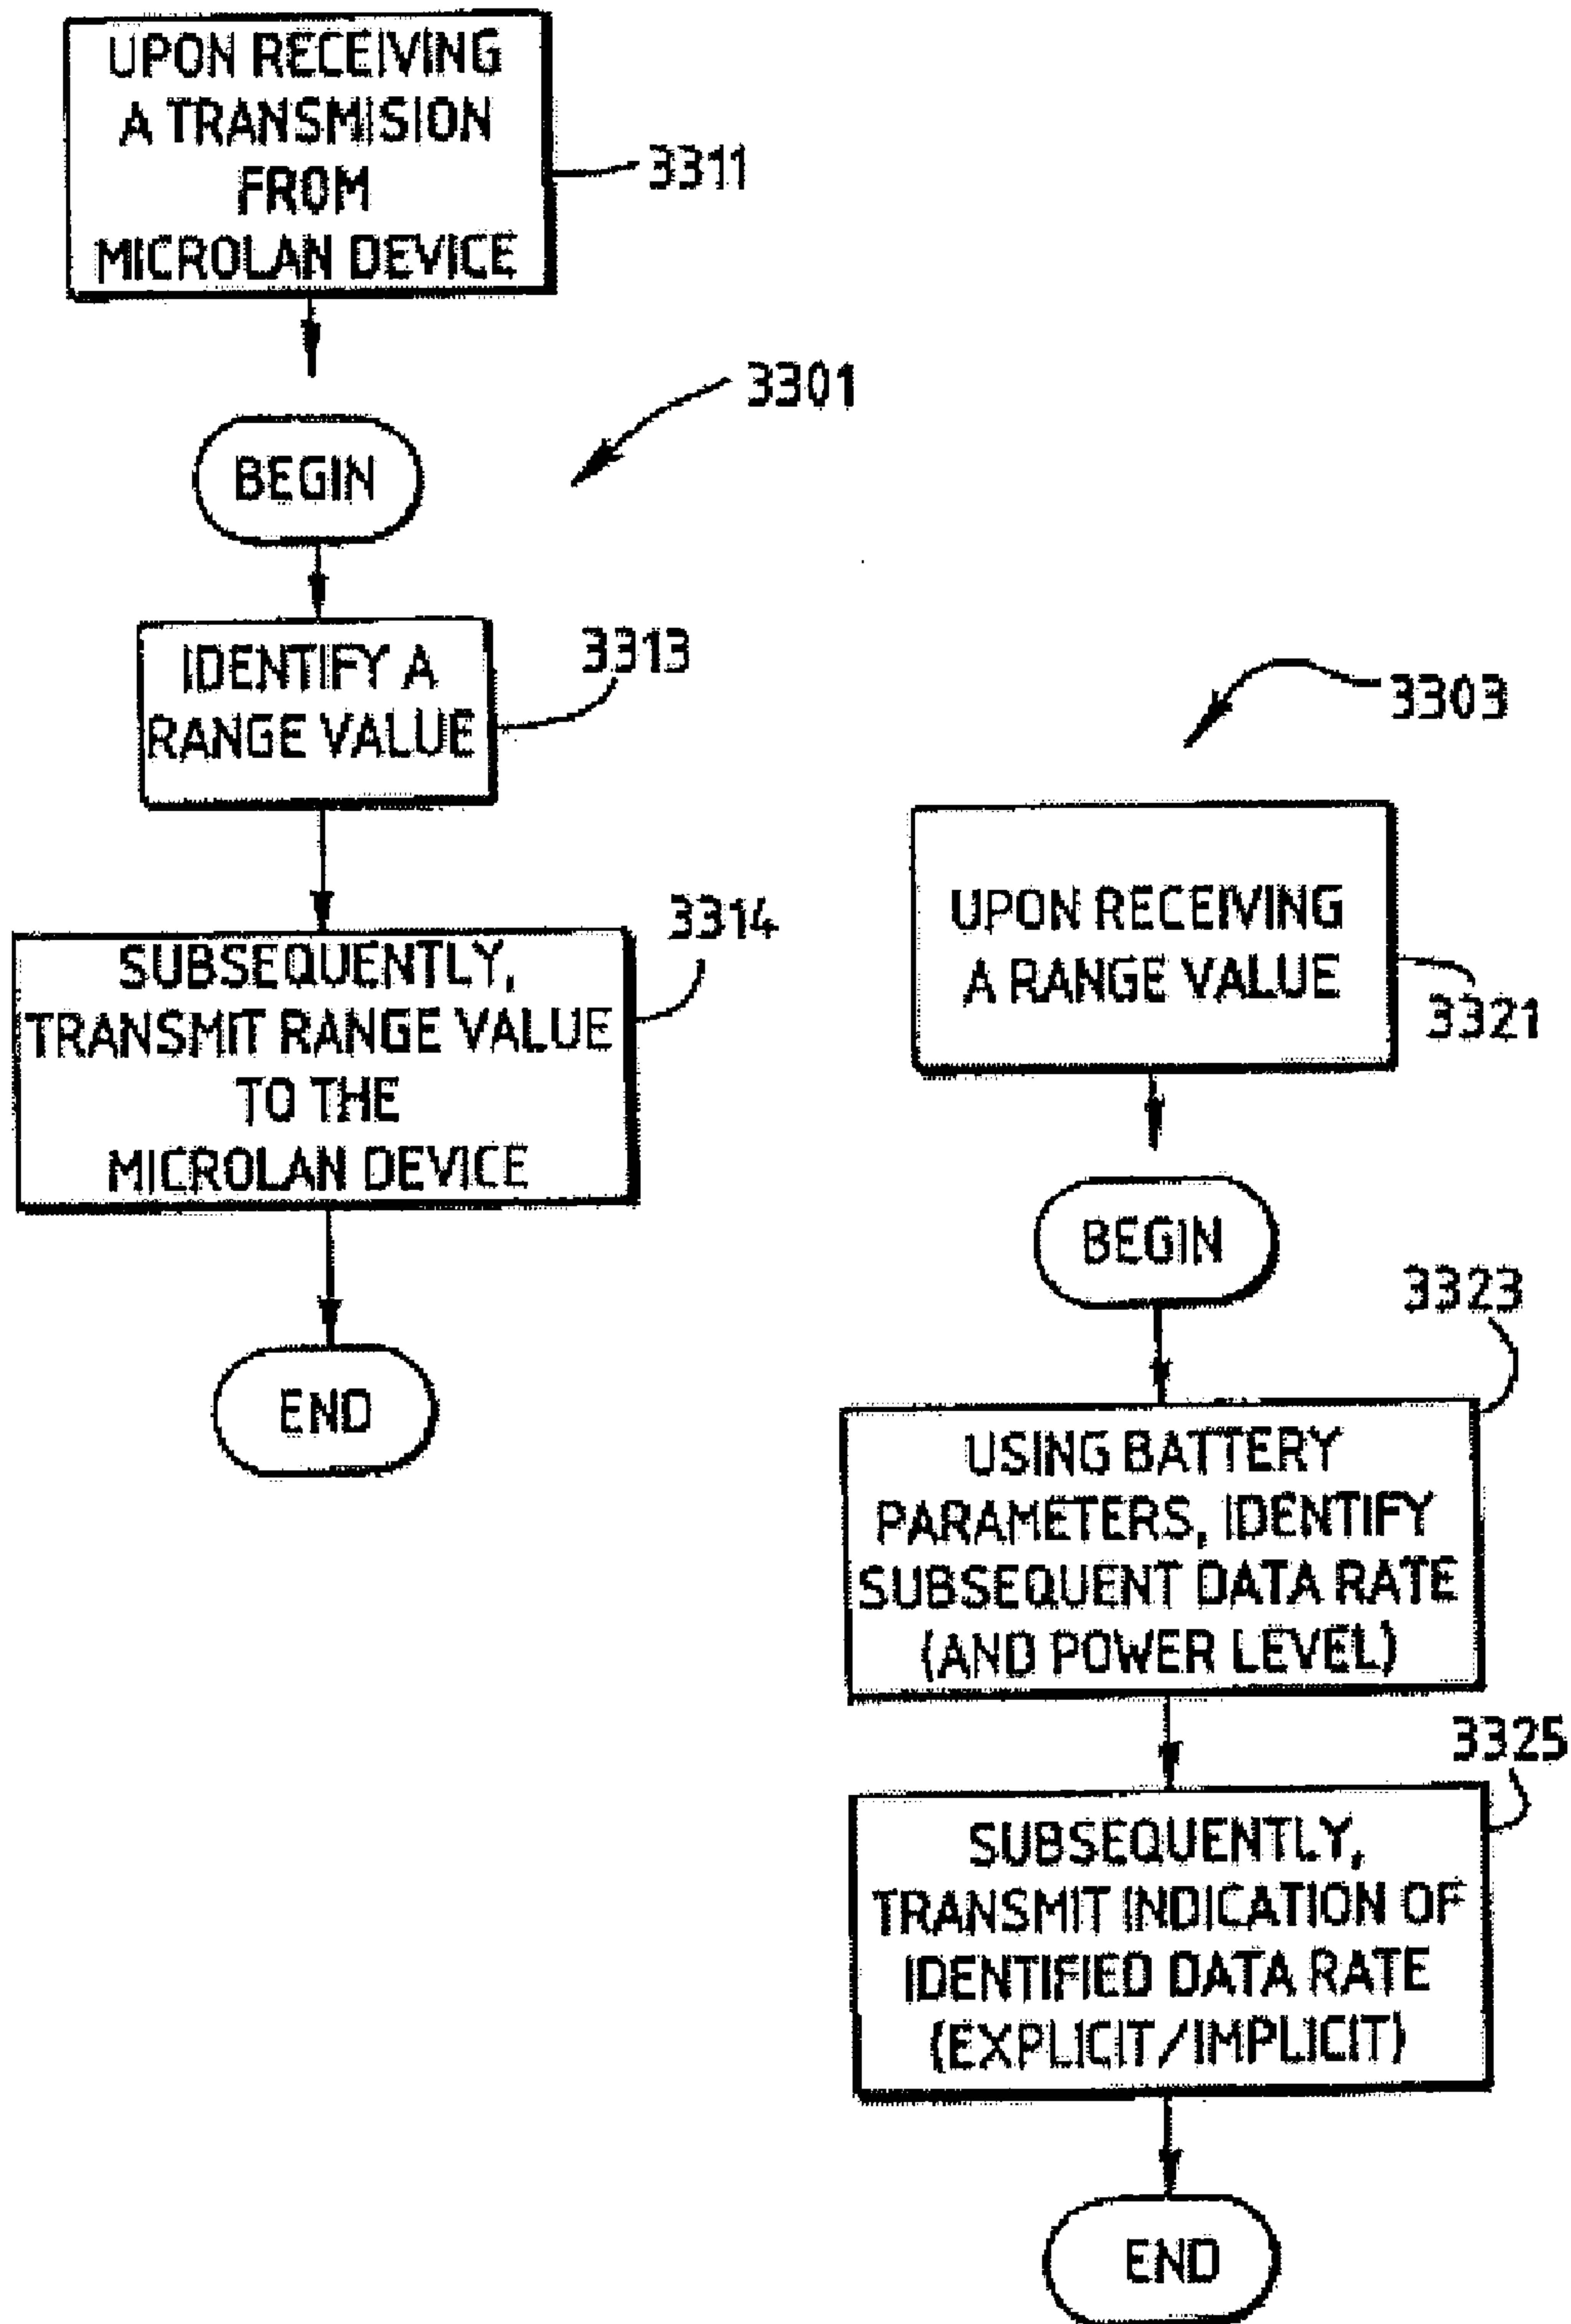 UPON RECEIVING
A TRANSMISION
FROM
MICROLAN DEVICE
3311
3301
BEGIN
IDENTIFY A
RANGE VALUE
3313
SUBSEQUENTLY,
TRANSMIT RANGE VALUE
TO THE
MICROLAN DEVICE
3314
END
3303
UPON RECEIVING
A RANGE VALUE
3321
BEGIN
3323
USING BATTERY
PARAMETERS, IDENTIFY
SUBSEQUENT DATA RATE
(AND POWER LEVEL)
3325
SUBSEQUENTLY,
TRANSMIT INDICATION OF
IDENTIFIED DATA RATE
(EXPLICIT/IMPLICIT)
END